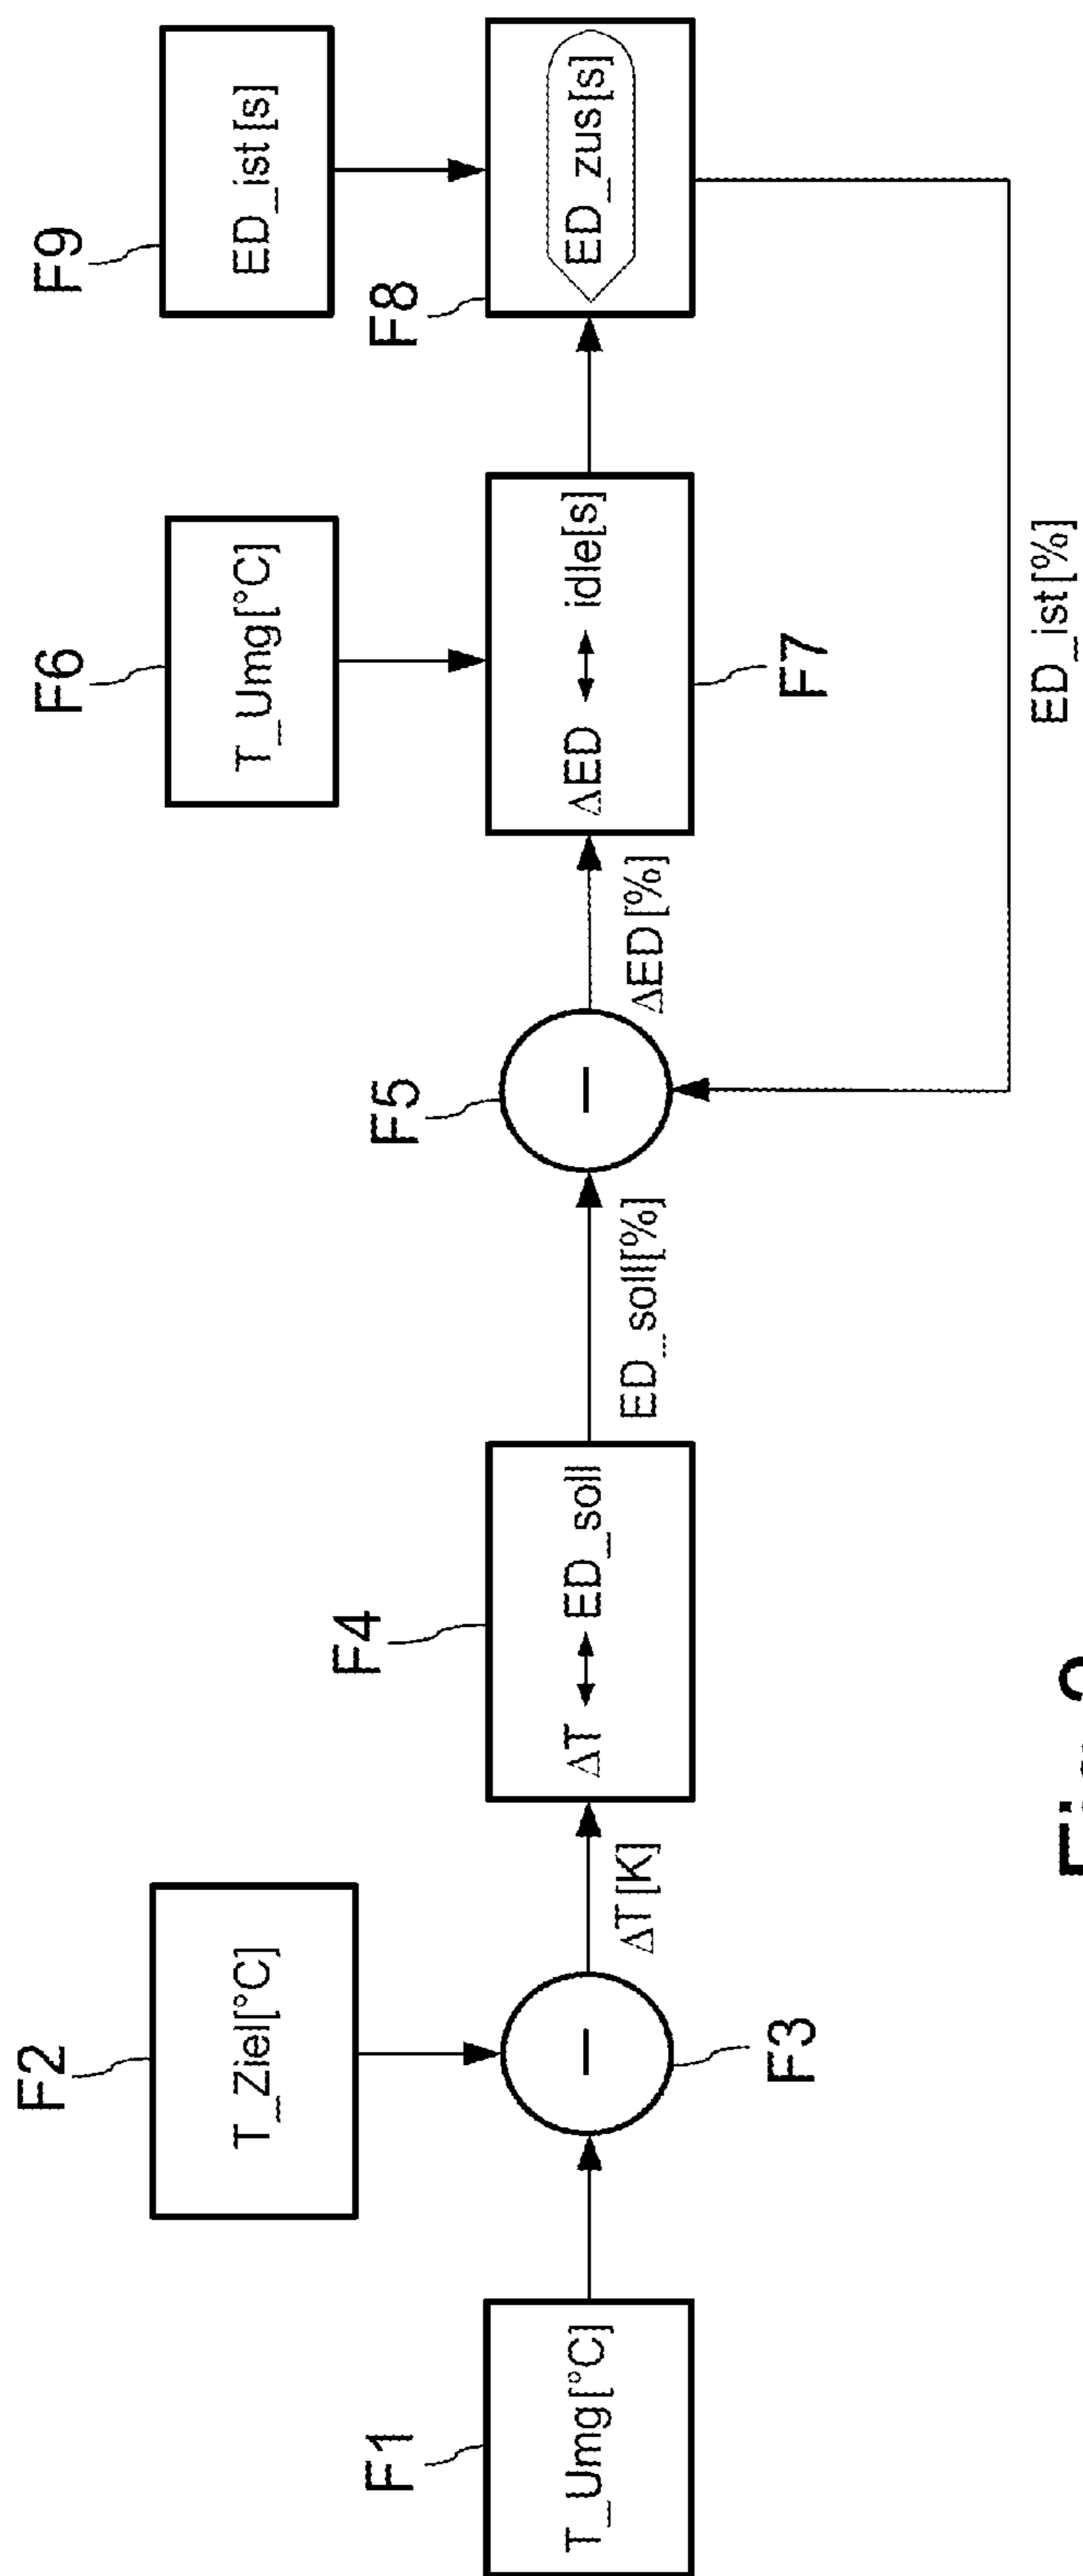 F2
T_Ziel[°C]
F6
T_Umg[°C]
F9
ED_ist[s]
F1
T_Umg[°C]
F3
ΔT[K]
F4
ΔT ↔ ED_soll
ED_soll[%]
F5
ΔED[%]
F7
ΔED ↔ idle[s]
F8
ED_zus[s]
ED_ist[%]